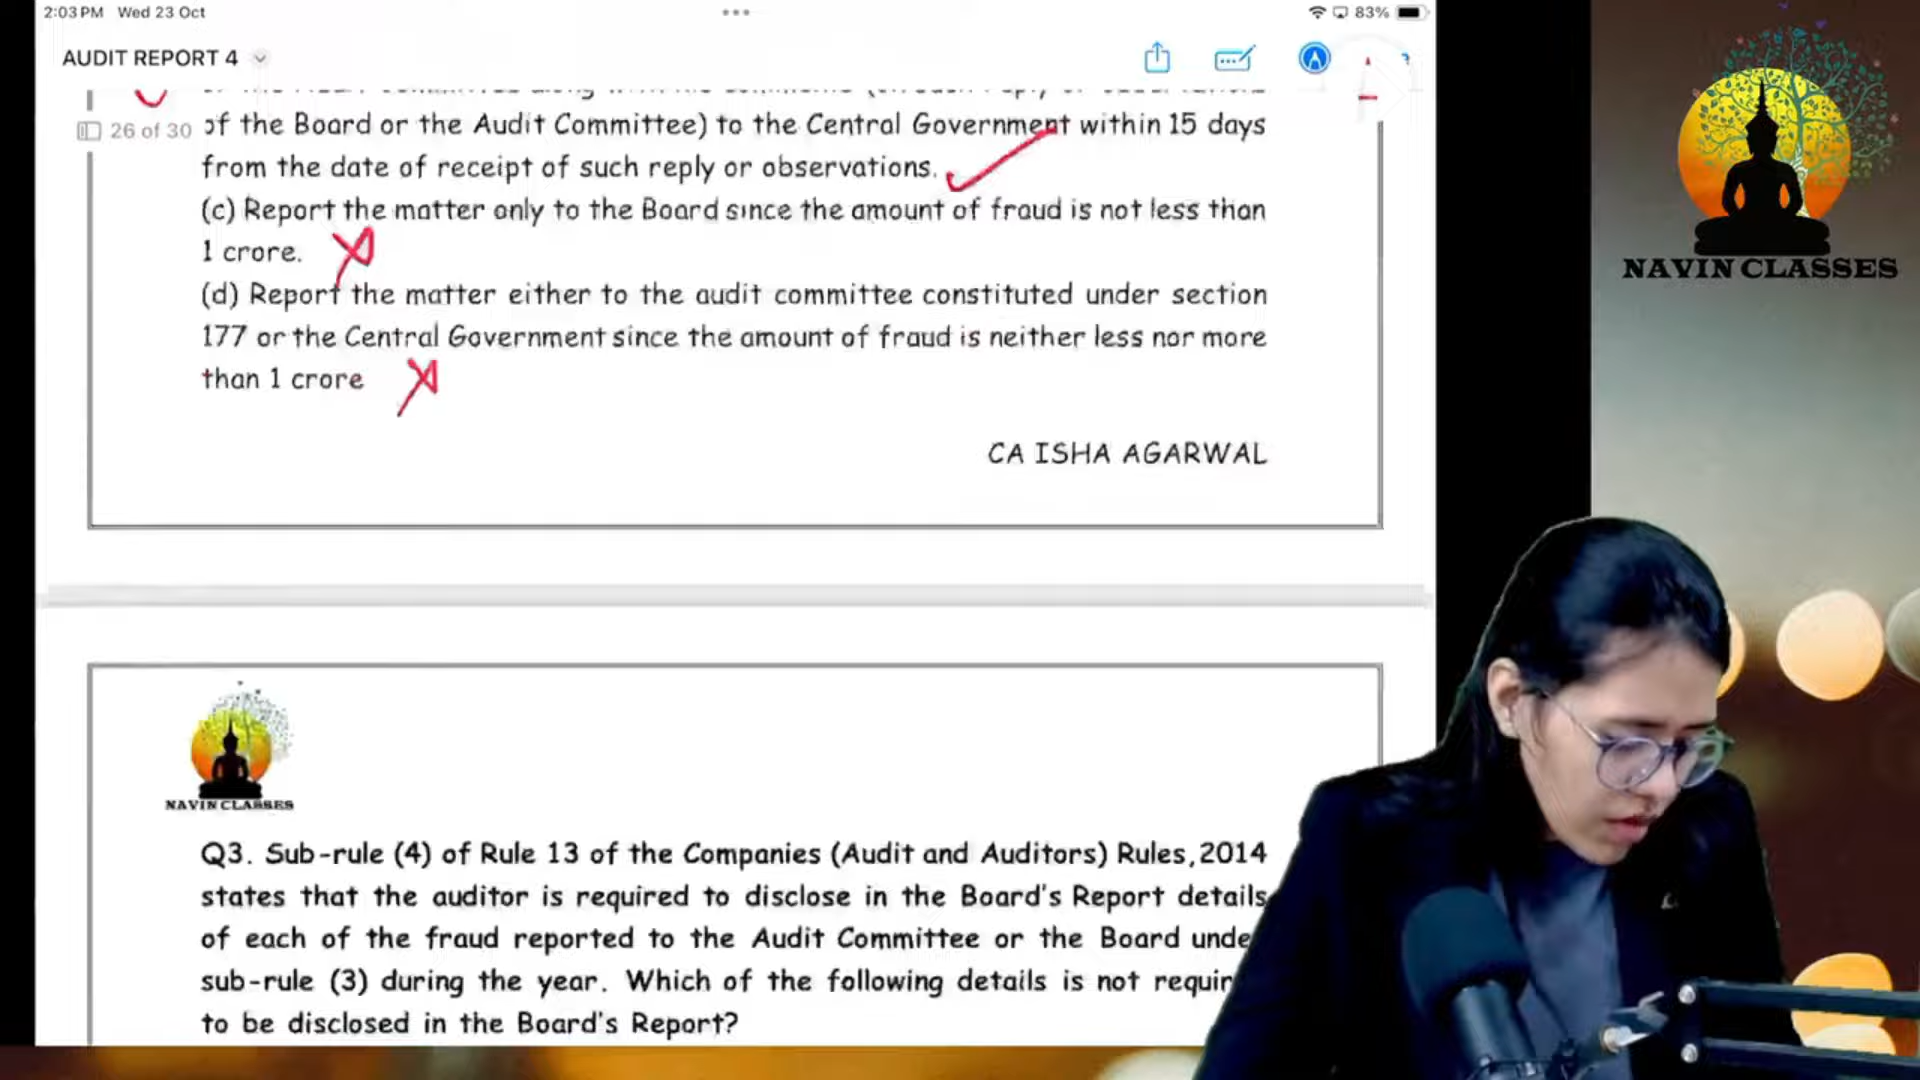 2:03 PM Wed 23 Oct
83%
AUDIT REPORT 4
26 of 30
of the Board or the Audit Committee) to the Central Government within 15 days
from the date of receipt of such reply or observations.
(c) Report the matter only to the Board since the amount of fraud is not less than
1 crore.
(d) Report the matter either to the audit committee constituted under section
177 or the Central Government since the amount of fraud is neither less nor more
than 1 crore
CA ISHA AGARWAL
NAVIN CLASSES
NAVIN CLASSES
Q3. Sub-rule (4) of Rule 13 of the Companies (Audit and Auditors) Rules,2014
states that the auditor is required to disclose in the Board's Report details
of each of the fraud reported to the Audit Committee or the Board unde
sub-rule (3) during the year. Which of the following details is not requir
to be disclosed in the Board's Report?